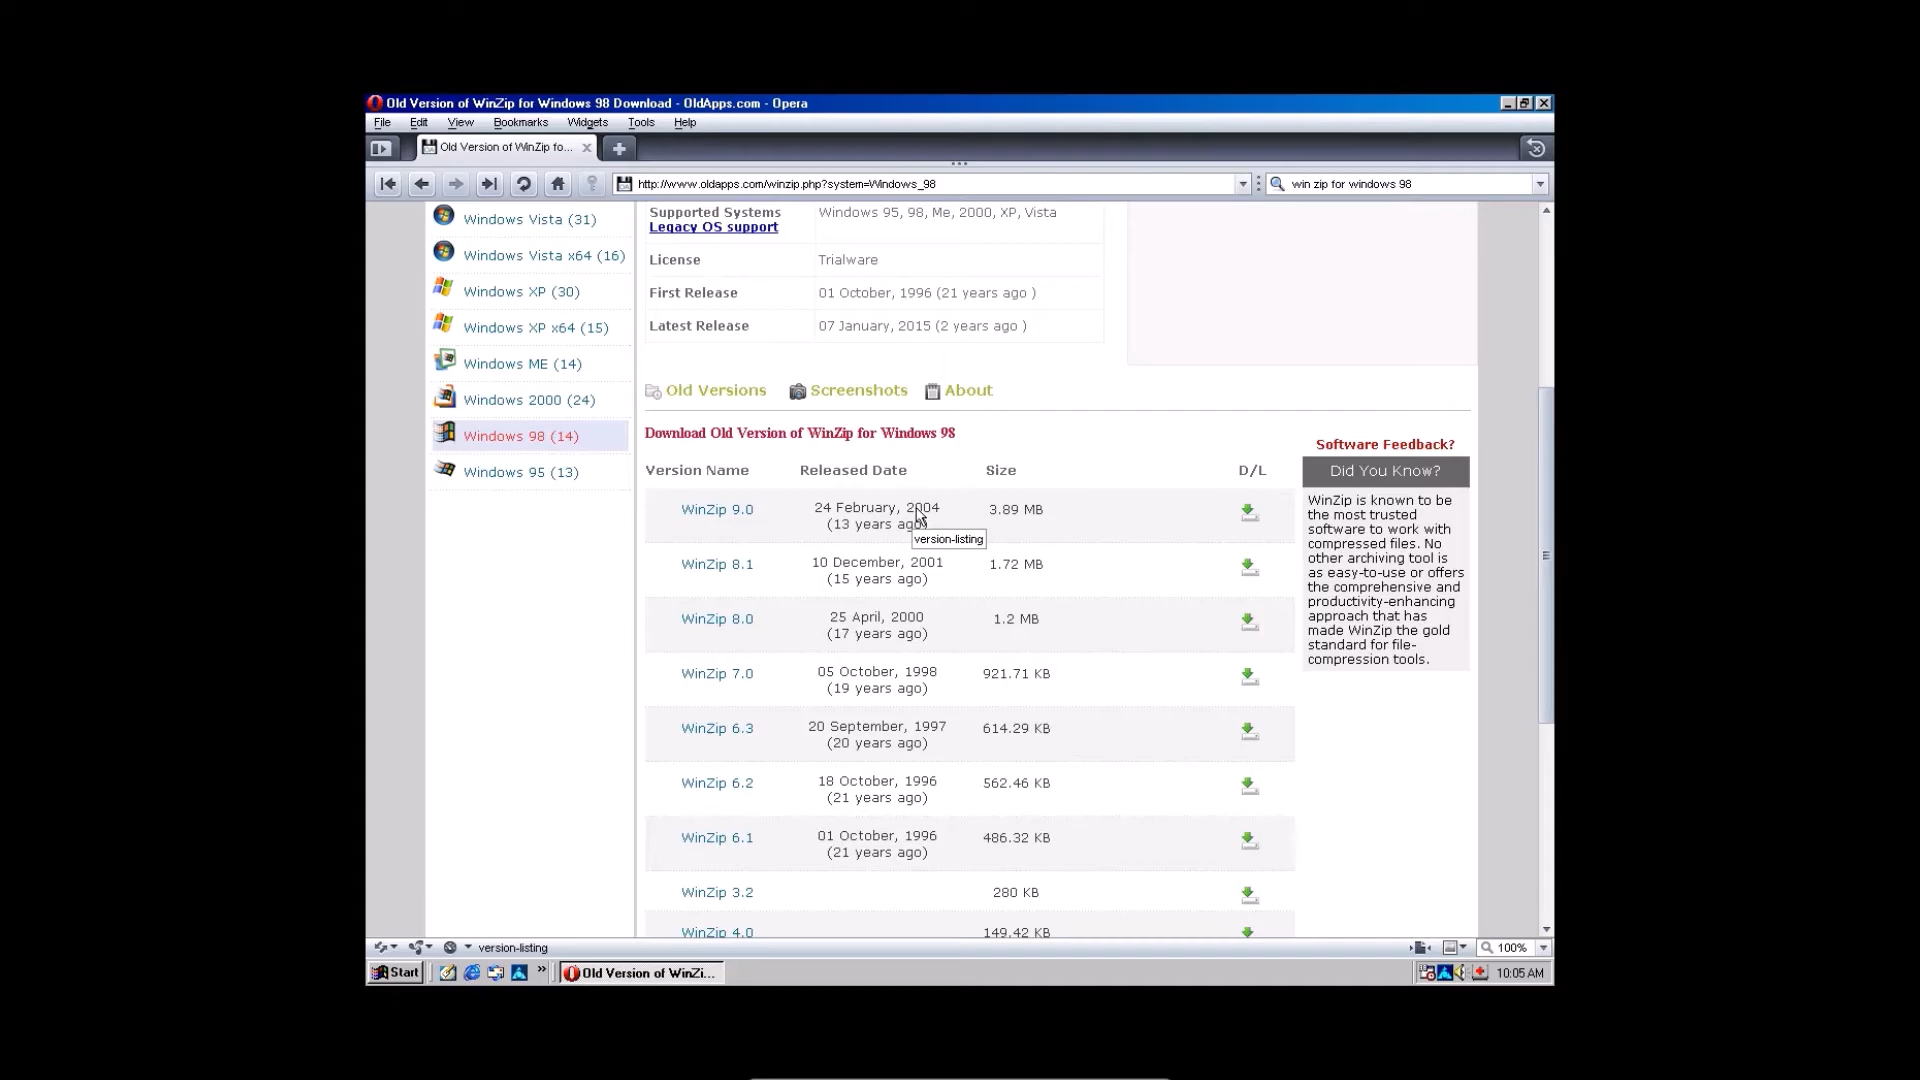 Old Version of WinZip for Windows 98 Download - OldApps.com - Opera
File Edit View Bookmarks Widgets Tools Help
Old Version of WinZip fo...
http://www.oldapps.com/winzip.php?system=Windows_98
win zip for windows 98
Windows Vista (31)
Windows Vista x64 (16)
Windows XP (30)
Windows XP x64 (15)
Windows ME (14)
Windows 2000 (24)
Windows 98 (14)
Windows 95 (13)
Supported Systems Windows 95, 98, Me, 2000, XP, Vista
Legacy OS support
License Trialware
First Release 01 October, 1996 (21 years ago )
Latest Release 07 January, 2015 (2 years ago )
Old Versions Screenshots About
Download Old Version of WinZip for Windows 98
Version Name Released Date Size D/L
WinZip 9.0 24 February, 2004 3.89 MB
(13 years ago)
version-listing
WinZip 8.1 10 December, 2001 1.72 MB
(15 years ago)
WinZip 8.0 25 April, 2000 1.2 MB
(17 years ago)
WinZip 7.0 05 October, 1998 921.71 KB
(19 years ago)
WinZip 6.3 20 September, 1997 614.29 KB
(20 years ago)
WinZip 6.2 18 October, 1996 562.46 KB
(21 years ago)
WinZip 6.1 01 October, 1996 486.32 KB
(21 years ago)
WinZip 3.2 280 KB
WinZip 4.0 149.42 KB
Software Feedback?
Did You Know?
WinZip is known to be
the most trusted
software to work with
compressed files. No
other archiving tool is
as easy-to-use or offers
the comprehensive and
productivity-enhancing
approach that has
made WinZip the gold
standard for file-
compression tools.
version-listing
100%
Start
Old Version of WinZi...
10:05 AM